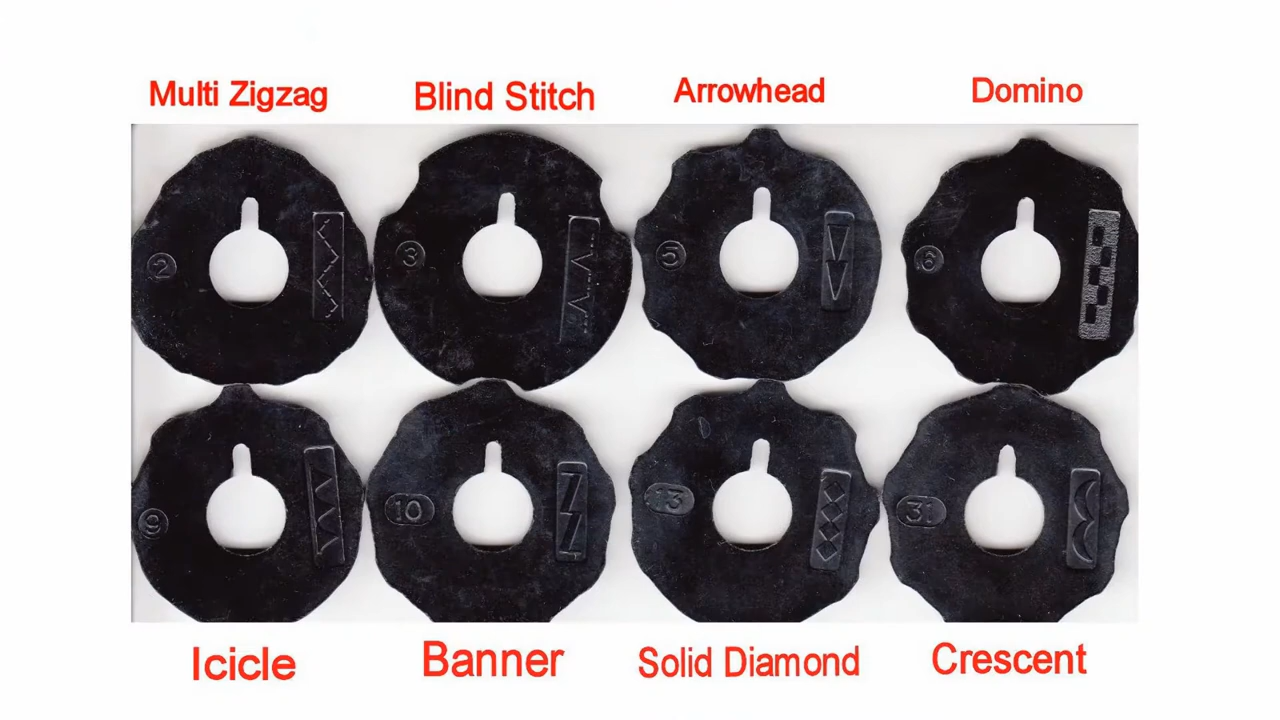 Multi Zigzag
Blind Stitch
Arrowhead
Domino
2
3
5
6
9
10
13
31
Icicle
Banner
Solid Diamond
Crescent